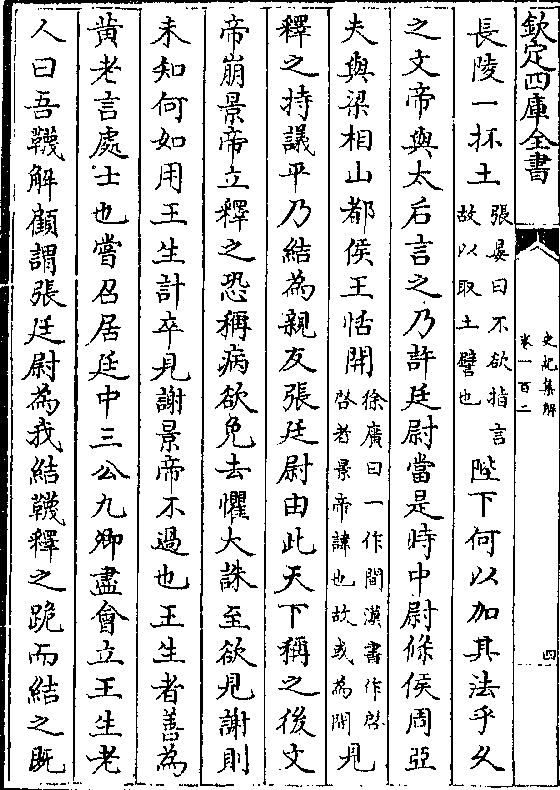 欽定四庫全書
史記集解
卷一百二
四
長陵一抔土張晏曰不欲指言故以取土譬也陛下何以加其法乎久
之文帝與太后言之乃許廷尉當是時中尉條侯周亞
夫與梁相山都侯王恬開徐廣曰一作間漢書作啓啓者景帝諱也故或為開見
釋之持議平乃結為親友張廷尉由此天下稱之後文
帝崩景帝立釋之恐稱病欲免去懼大誅至欲見謝則
未知何如用王生計卒見謝景帝不過也王生者善為
黄老言處士也嘗召居廷中三公九卿盡會立王生老
人曰吾韈解顧謂張廷尉為我結韈釋之跪而結之既